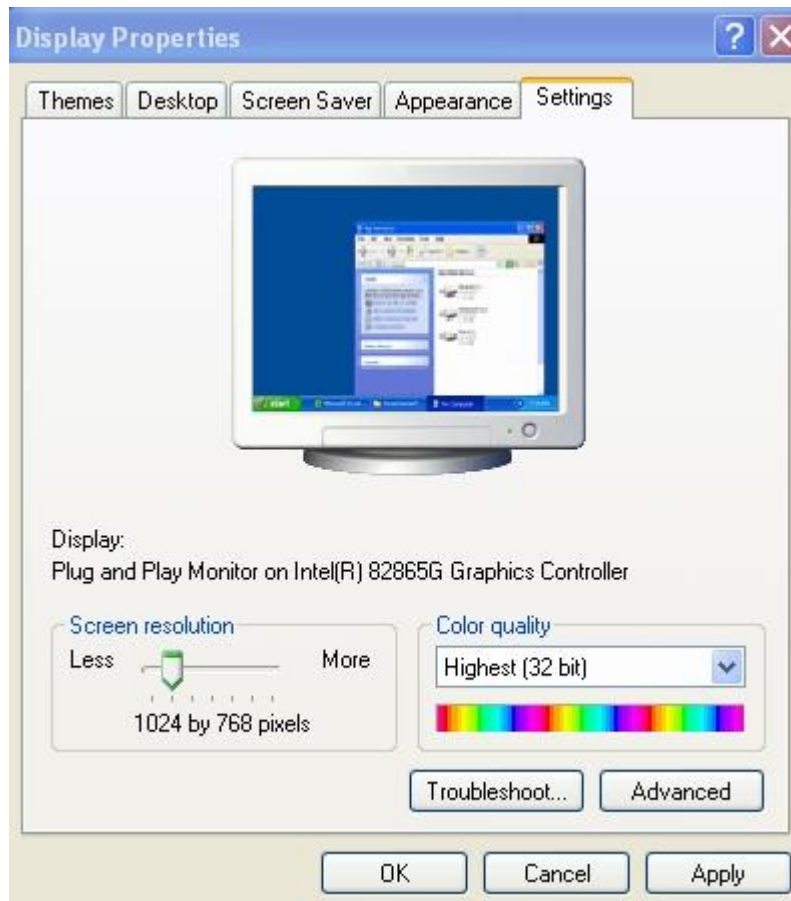 Display Properties
Themes Desktop Screen Saver Appearance Settings
start
Display:
Plug and Play Monitor on Intel(R) 82865G Graphics Controller
Screen resolution
Less More
1024 by 768 pixels
Color quality
Highest (32 bit)
Troubleshoot... Advanced
OK Cancel Apply